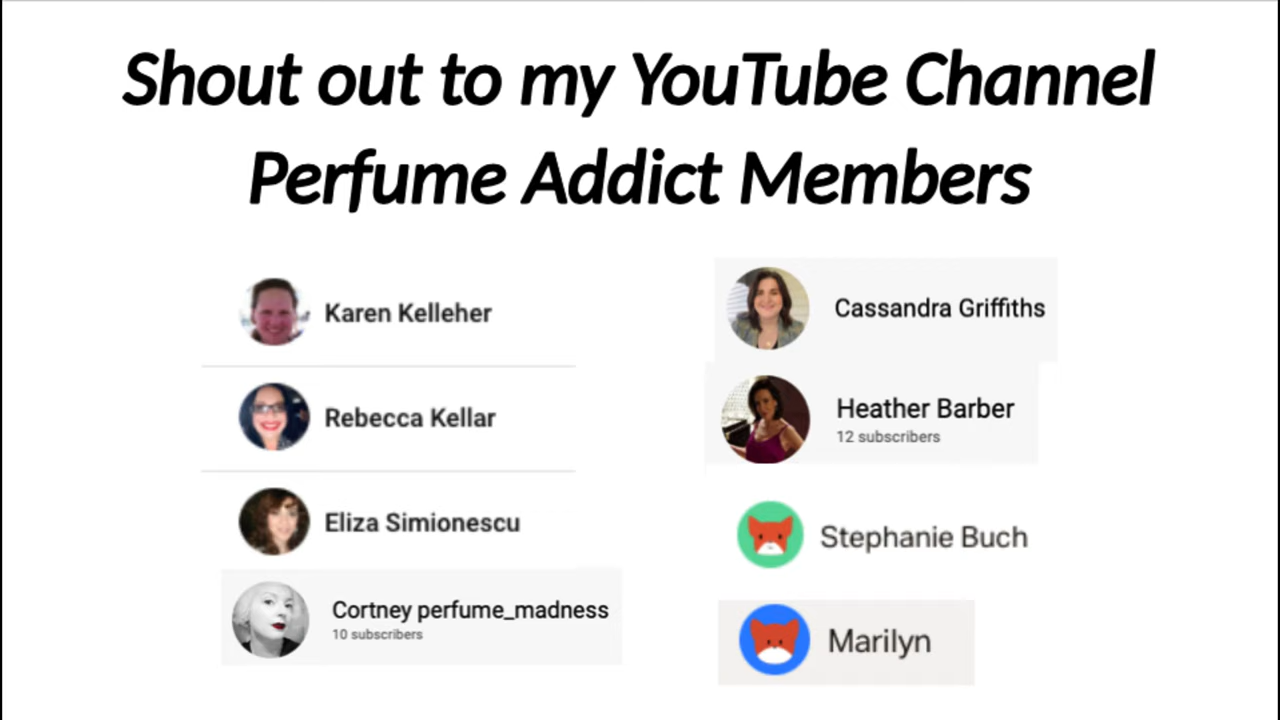 Shout out to my YouTube Channel
Perfume Addict Members
Karen Kelleher
Rebecca Kellar
Eliza Simionescu
Cortney perfume_madness
10 subscribers
Cassandra Griffiths
Heather Barber
12 subscribers
Stephanie Buch
Marilyn